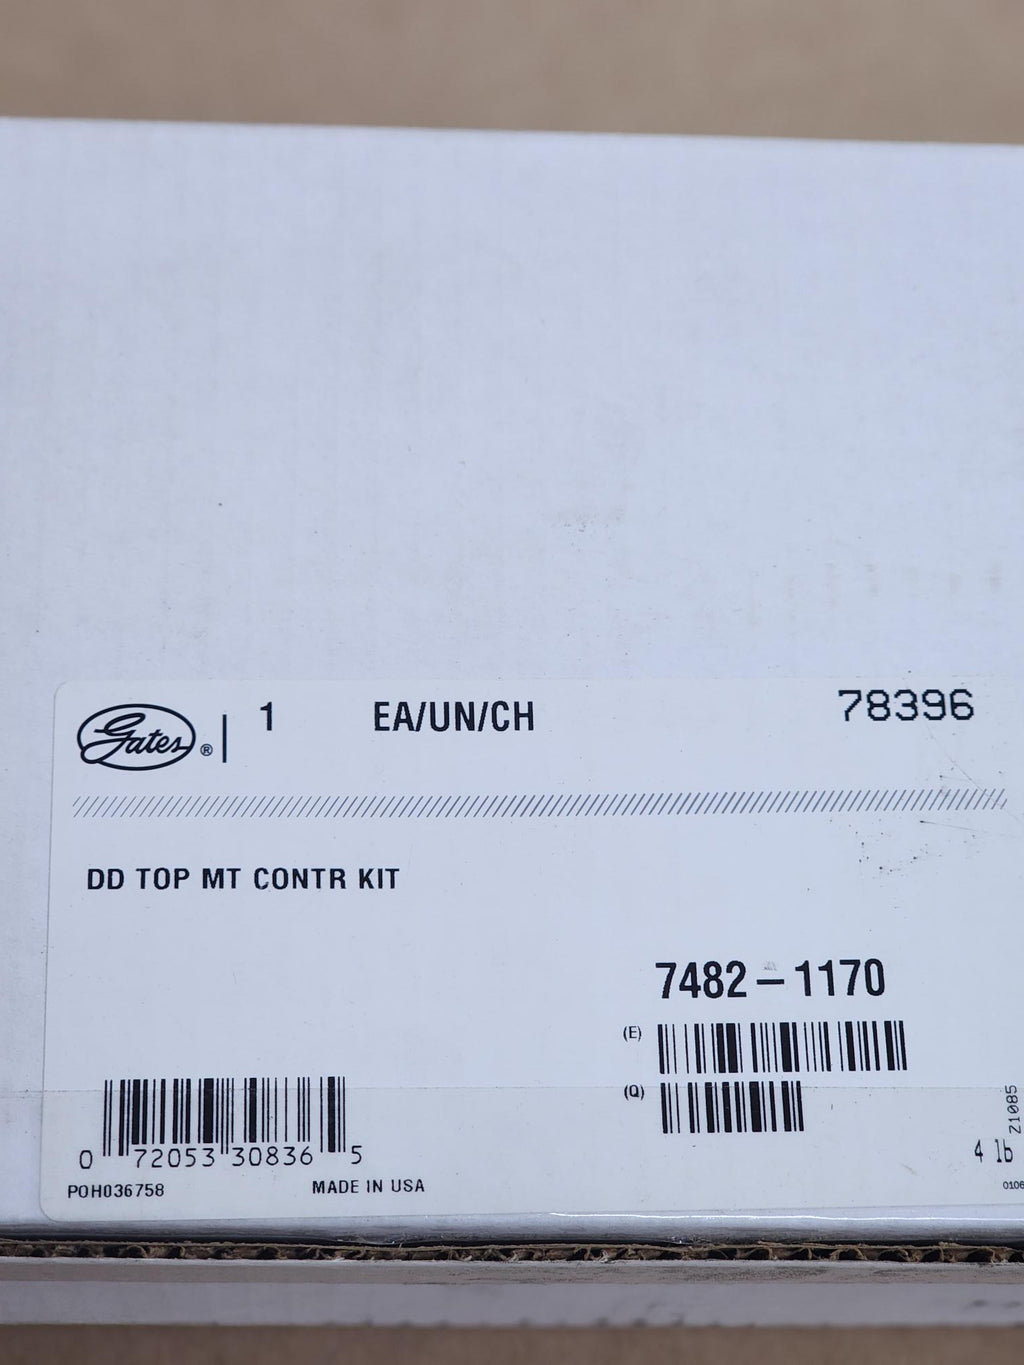 Gates ® | 1 EA/UN/CH 78396
DD TOP MT CONTR KIT
7482-1170
(E)
(Q)
0 72053 30836 5
Z1085
4 lb
POH036758 MADE IN USA
0106